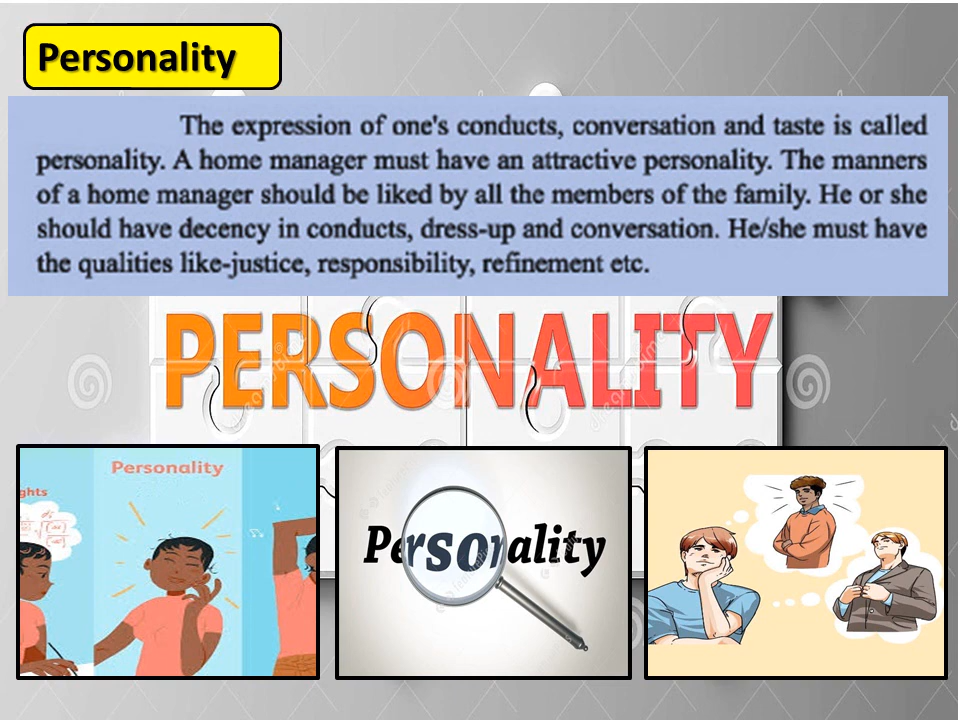 Personality
The expression of one's conducts, conversation and taste is called
personality. A home manager must have an attractive personality. The manners
of a home manager should be liked by all the members of the family. He or she
should have decency in conducts, dress-up and conversation. He/she must have
the qualities like-justice, responsibility, refinement etc.
PERSONALITY
Personality
ghts
Personality